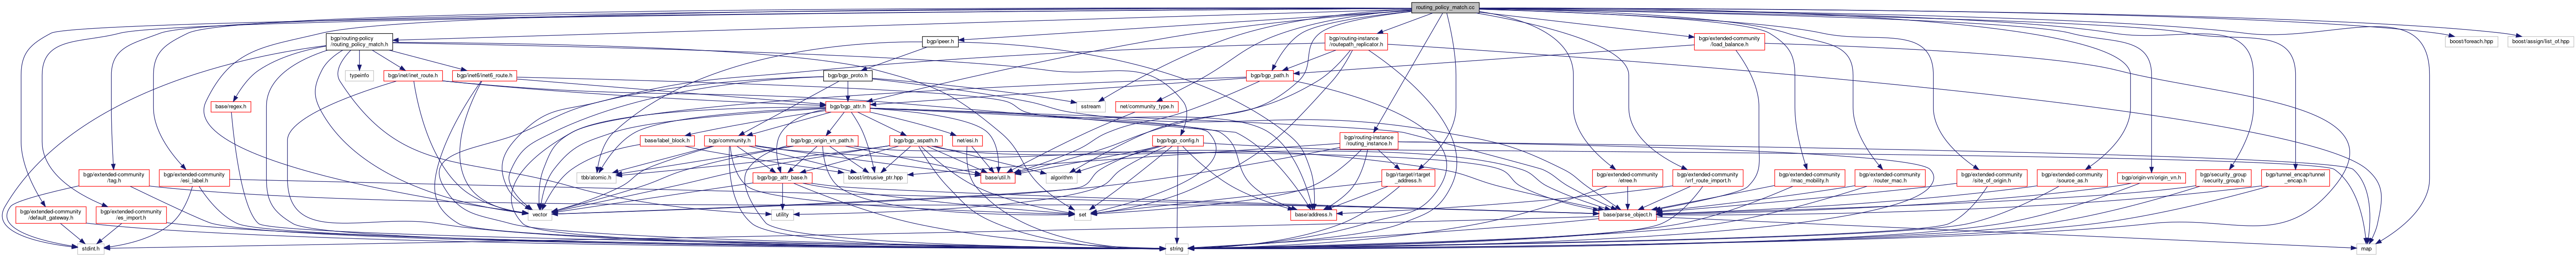 routing_policy_match.cc
bgp/routing-policy
/routing_policy_match.h
bgp/ipeer.h
bgp/routing-instance
/routepath_replicator.h
bgp/extended-community
/load_balance.h
boost/foreach.hpp
boost/assign/list_of.hpp
typeinfo
bgp/inet/inet_route.h
bgp/inet6/inet6_route.h
bgp/bgp_proto.h
bgp/bgp_path.h
base/regex.h
bgp/bgp_attr.h
sstream
net/community_type.h
base/label_block.h
bgp/community.h
bgp/bgp_origin_vn_path.h
bgp/bgp_aspath.h
net/esi.h
bgp/bgp_config.h
bgp/routing-instance
/routing_instance.h
bgp/extended-community
/tag.h
bgp/extended-community
/esi_label.h
tbb/atomic.h
bgp/bgp_attr_base.h
boost/intrusive_ptr.hpp
base/util.h
algorithm
bgp/rtarget/rtarget
_address.h
bgp/extended-community
/etree.h
bgp/extended-community
/vrf_route_import.h
bgp/extended-community
/mac_mobility.h
bgp/extended-community
/router_mac.h
bgp/extended-community
/site_of_origin.h
bgp/extended-community
/source_as.h
bgp/origin-vn/origin_vn.h
bgp/security_group
/security_group.h
bgp/tunnel_encap/tunnel
_encap.h
bgp/extended-community
/default_gateway.h
bgp/extended-community
/es_import.h
vector
utility
set
base/address.h
base/parse_object.h
stdint.h
string
map